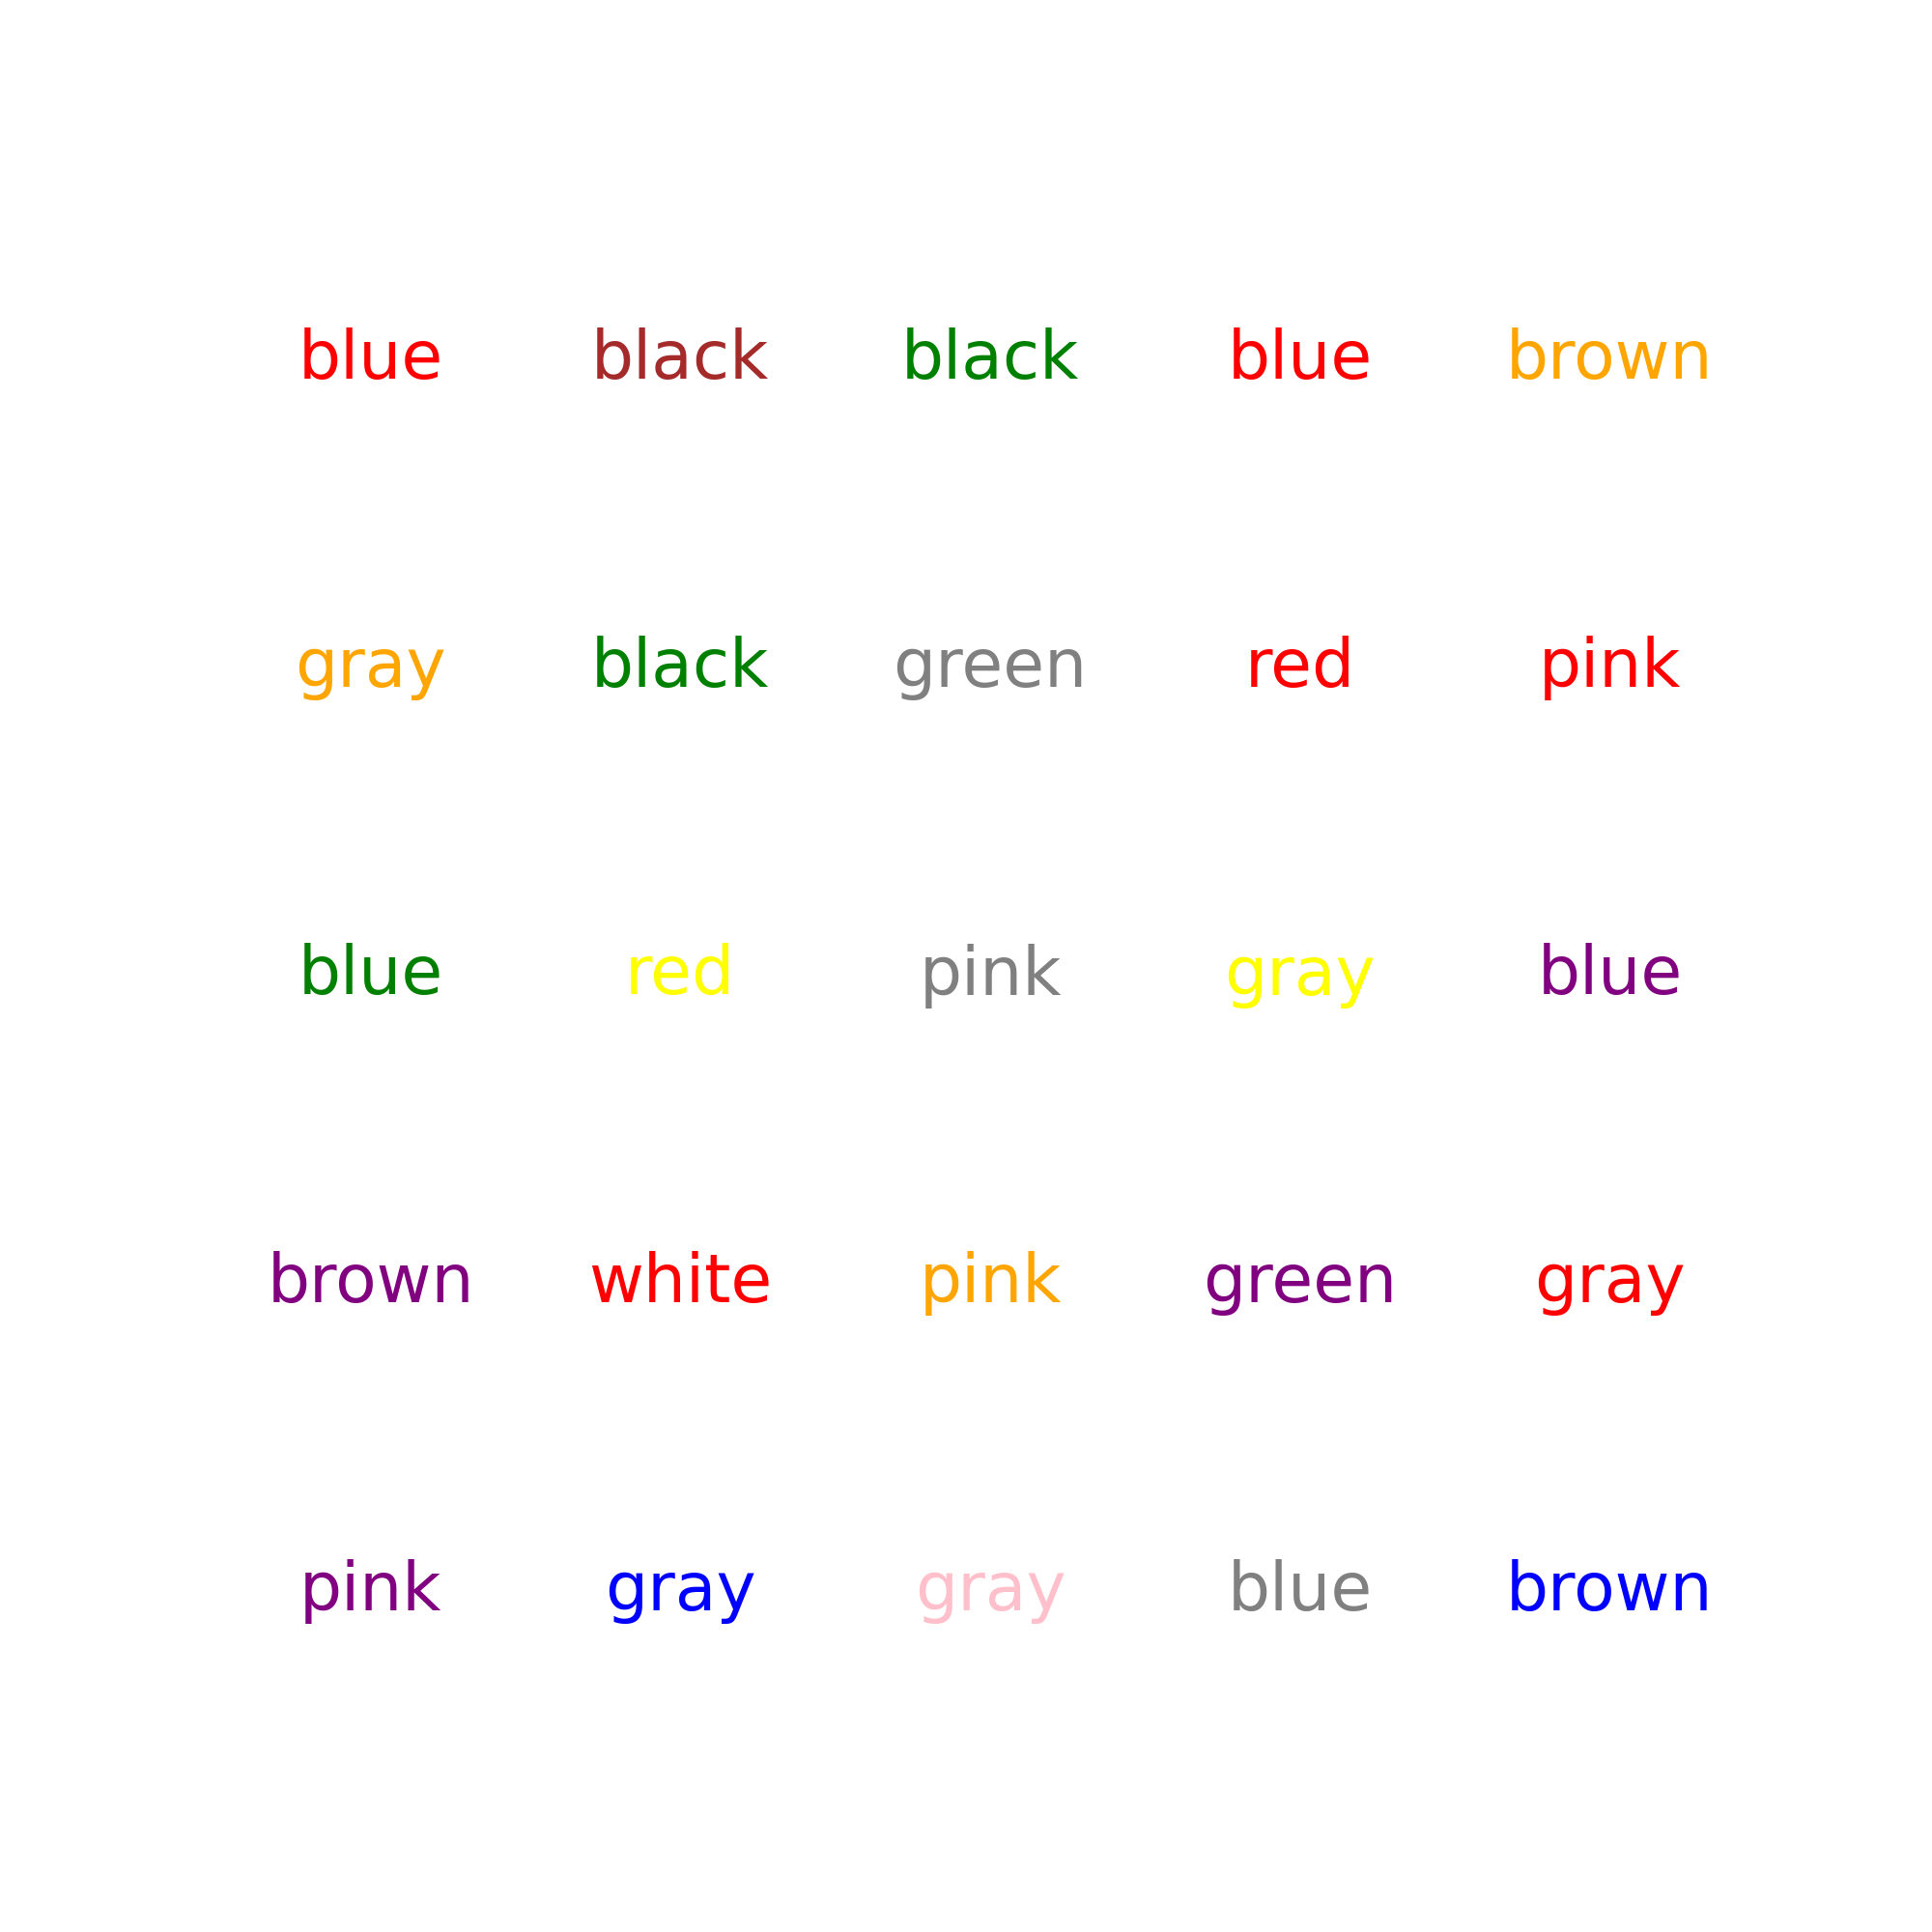 blue black black blue brown
gray black green red pink
blue red pink gray blue
brown white pink green gray
pink gray gray blue brown